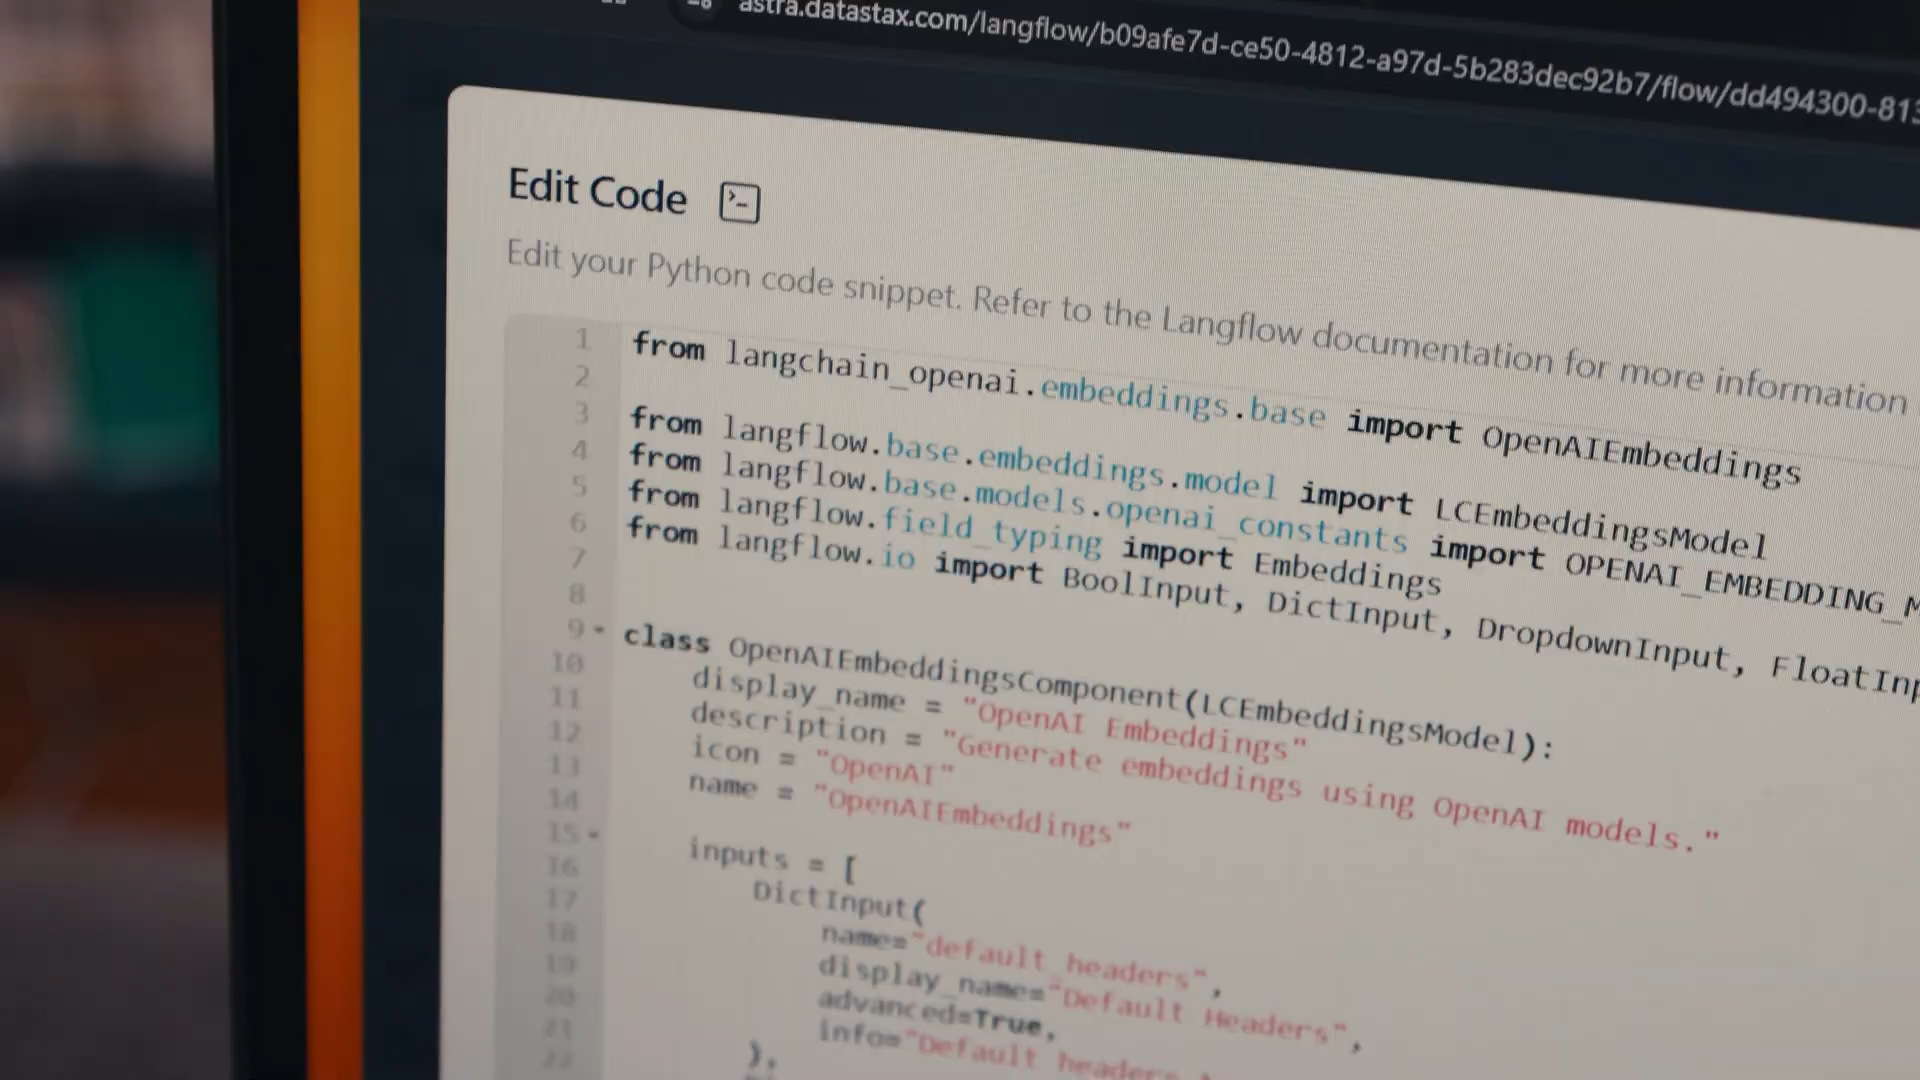 astra.datastax.com/langflow/b09afe7d-ce50-4812-a97d-5b283dec92b7/flow/dd494300-813
Edit Code
Edit your Python code snippet. Refer to the Langflow documentation for more information
1 from langchain_openai.embeddings.base import OpenAIEmbeddings
2
3 from langflow.base.embeddings.model import LCEmbeddingsModel
4 from langflow.base.models.openai_constants import OPENAI_EMBEDDING_M
5 from langflow.field_typing import Embeddings
6 from langflow.io import BoolInput, DictInput, DropdownInput, FloatInp
7
8
9 class OpenAIEmbeddingsComponent(LCEmbeddingsModel):
10 display_name = "OpenAI Embeddings"
11 description = "Generate embeddings using OpenAI models."
12 icon = "OpenAI"
13 name = "OpenAIEmbeddings"
14
15 inputs = [
16 DictInput(
17 name="default_headers",
18 display_name="Default Headers",
19 advanced=True,
20 info="Default headers
21 ),
22